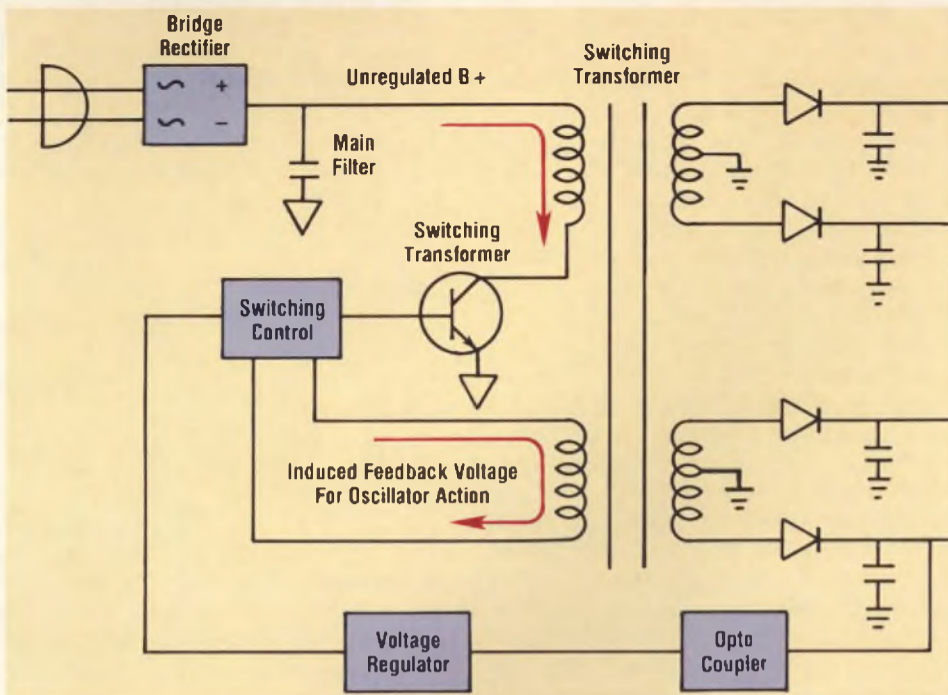 Bridge
Rectifier
∼ +
∼ −
Unregulated B +
Switching
Transformer
Main
Filter
Switching
Transformer
Switching
Control
Induced Feedback Voltage
For Oscillator Action
Voltage
Regulator
Opto
Coupler